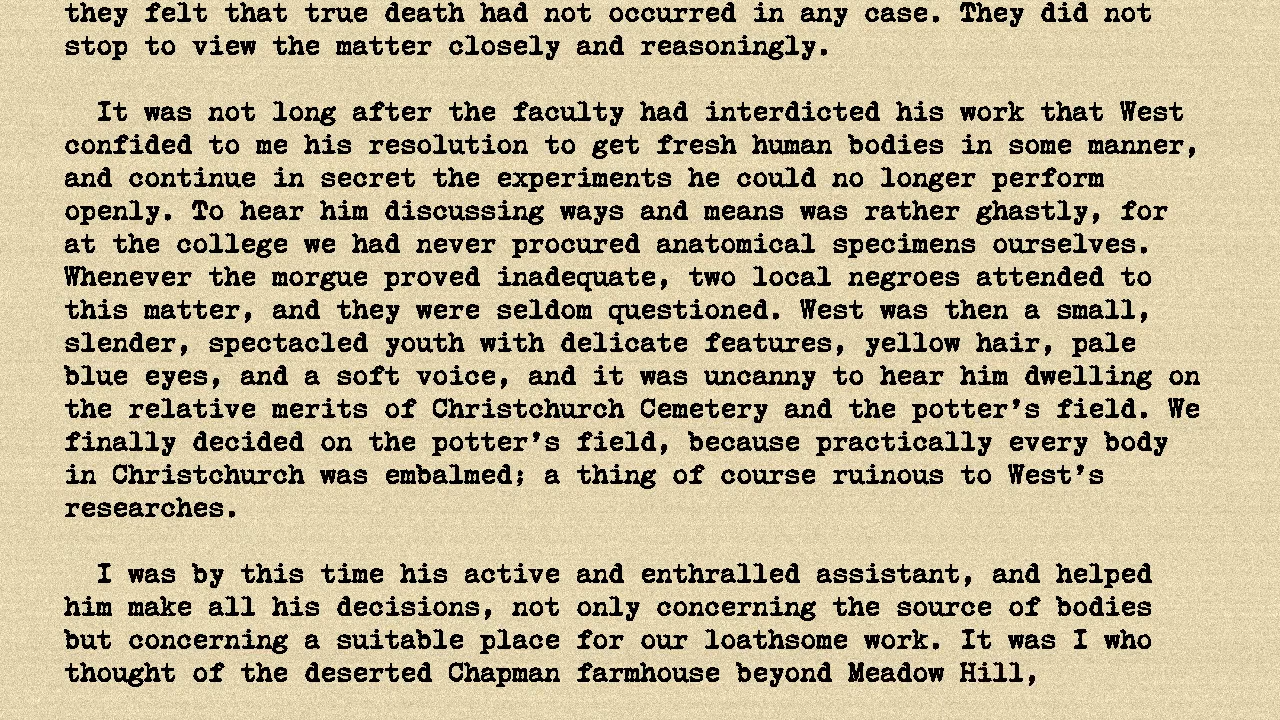 they felt that true death had not occurred in any case. They did not
stop to view the matter closely and reasoningly.
It was not long after the faculty had interdicted his work that West
confided to me his resolution to get fresh human bodies in some manner,
and continue in secret the experiments he could no longer perform
openly. To hear him discussing ways and means was rather ghastly, for
at the college we had never procured anatomical specimens ourselves.
Whenever the morgue proved inadequate, two local negroes attended to
this matter, and they were seldom questioned. West was then a small,
slender, spectacled youth with delicate features, yellow hair, pale
blue eyes, and a soft voice, and it was uncanny to hear him dwelling on
the relative merits of Christchurch Cemetery and the potter's field. We
finally decided on the potter's field, because practically every body
in Christchurch was embalmed; a thing of course ruinous to West's
researches.
I was by this time his active and enthralled assistant, and helped
him make all his decisions, not only concerning the source of bodies
but concerning a suitable place for our loathsome work. It was I who
thought of the deserted Chapman farmhouse beyond Meadow Hill,